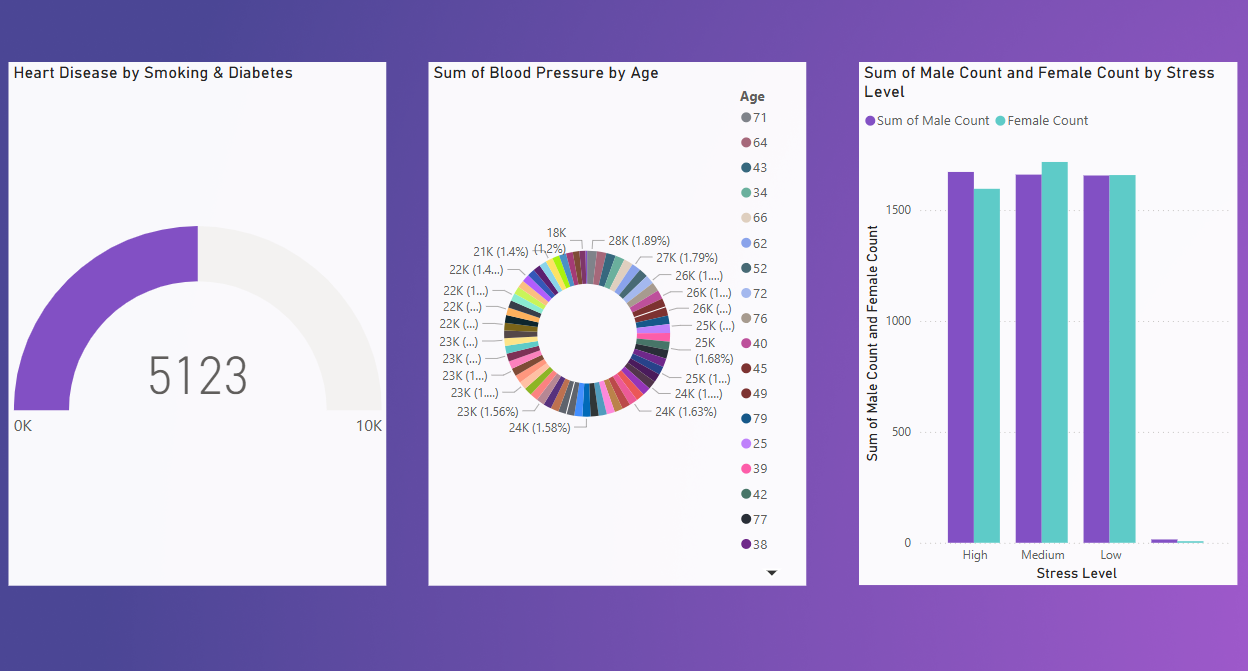 Heart Disease by Smoking & Diabetes
5123
0K
10K
Sum of Blood Pressure by Age
Age
71
64
43
34
66
62
52
72
76
40
45
49
79
25
39
42
77
38
28K (1.89%)
27K (1.79%)
26K (1....)
26K (1...)
26K (...)
25K (...)
25K
(1.68%)
25K (1...)
24K (1....)
24K (1.63%)
24K (1.58%)
23K (1.56%)
23K (1....)
23K (1...)
23K (...)
23K (...)
22K (...)
22K (...)
22K (1...)
22K (1.4...)
21K (1.4%)
18K
(1.2%)
Sum of Male Count and Female Count by Stress
Level
Sum of Male Count
Female Count
Sum of Male Count and Female Count
1500
1000
500
0
High
Medium
Low
Stress Level